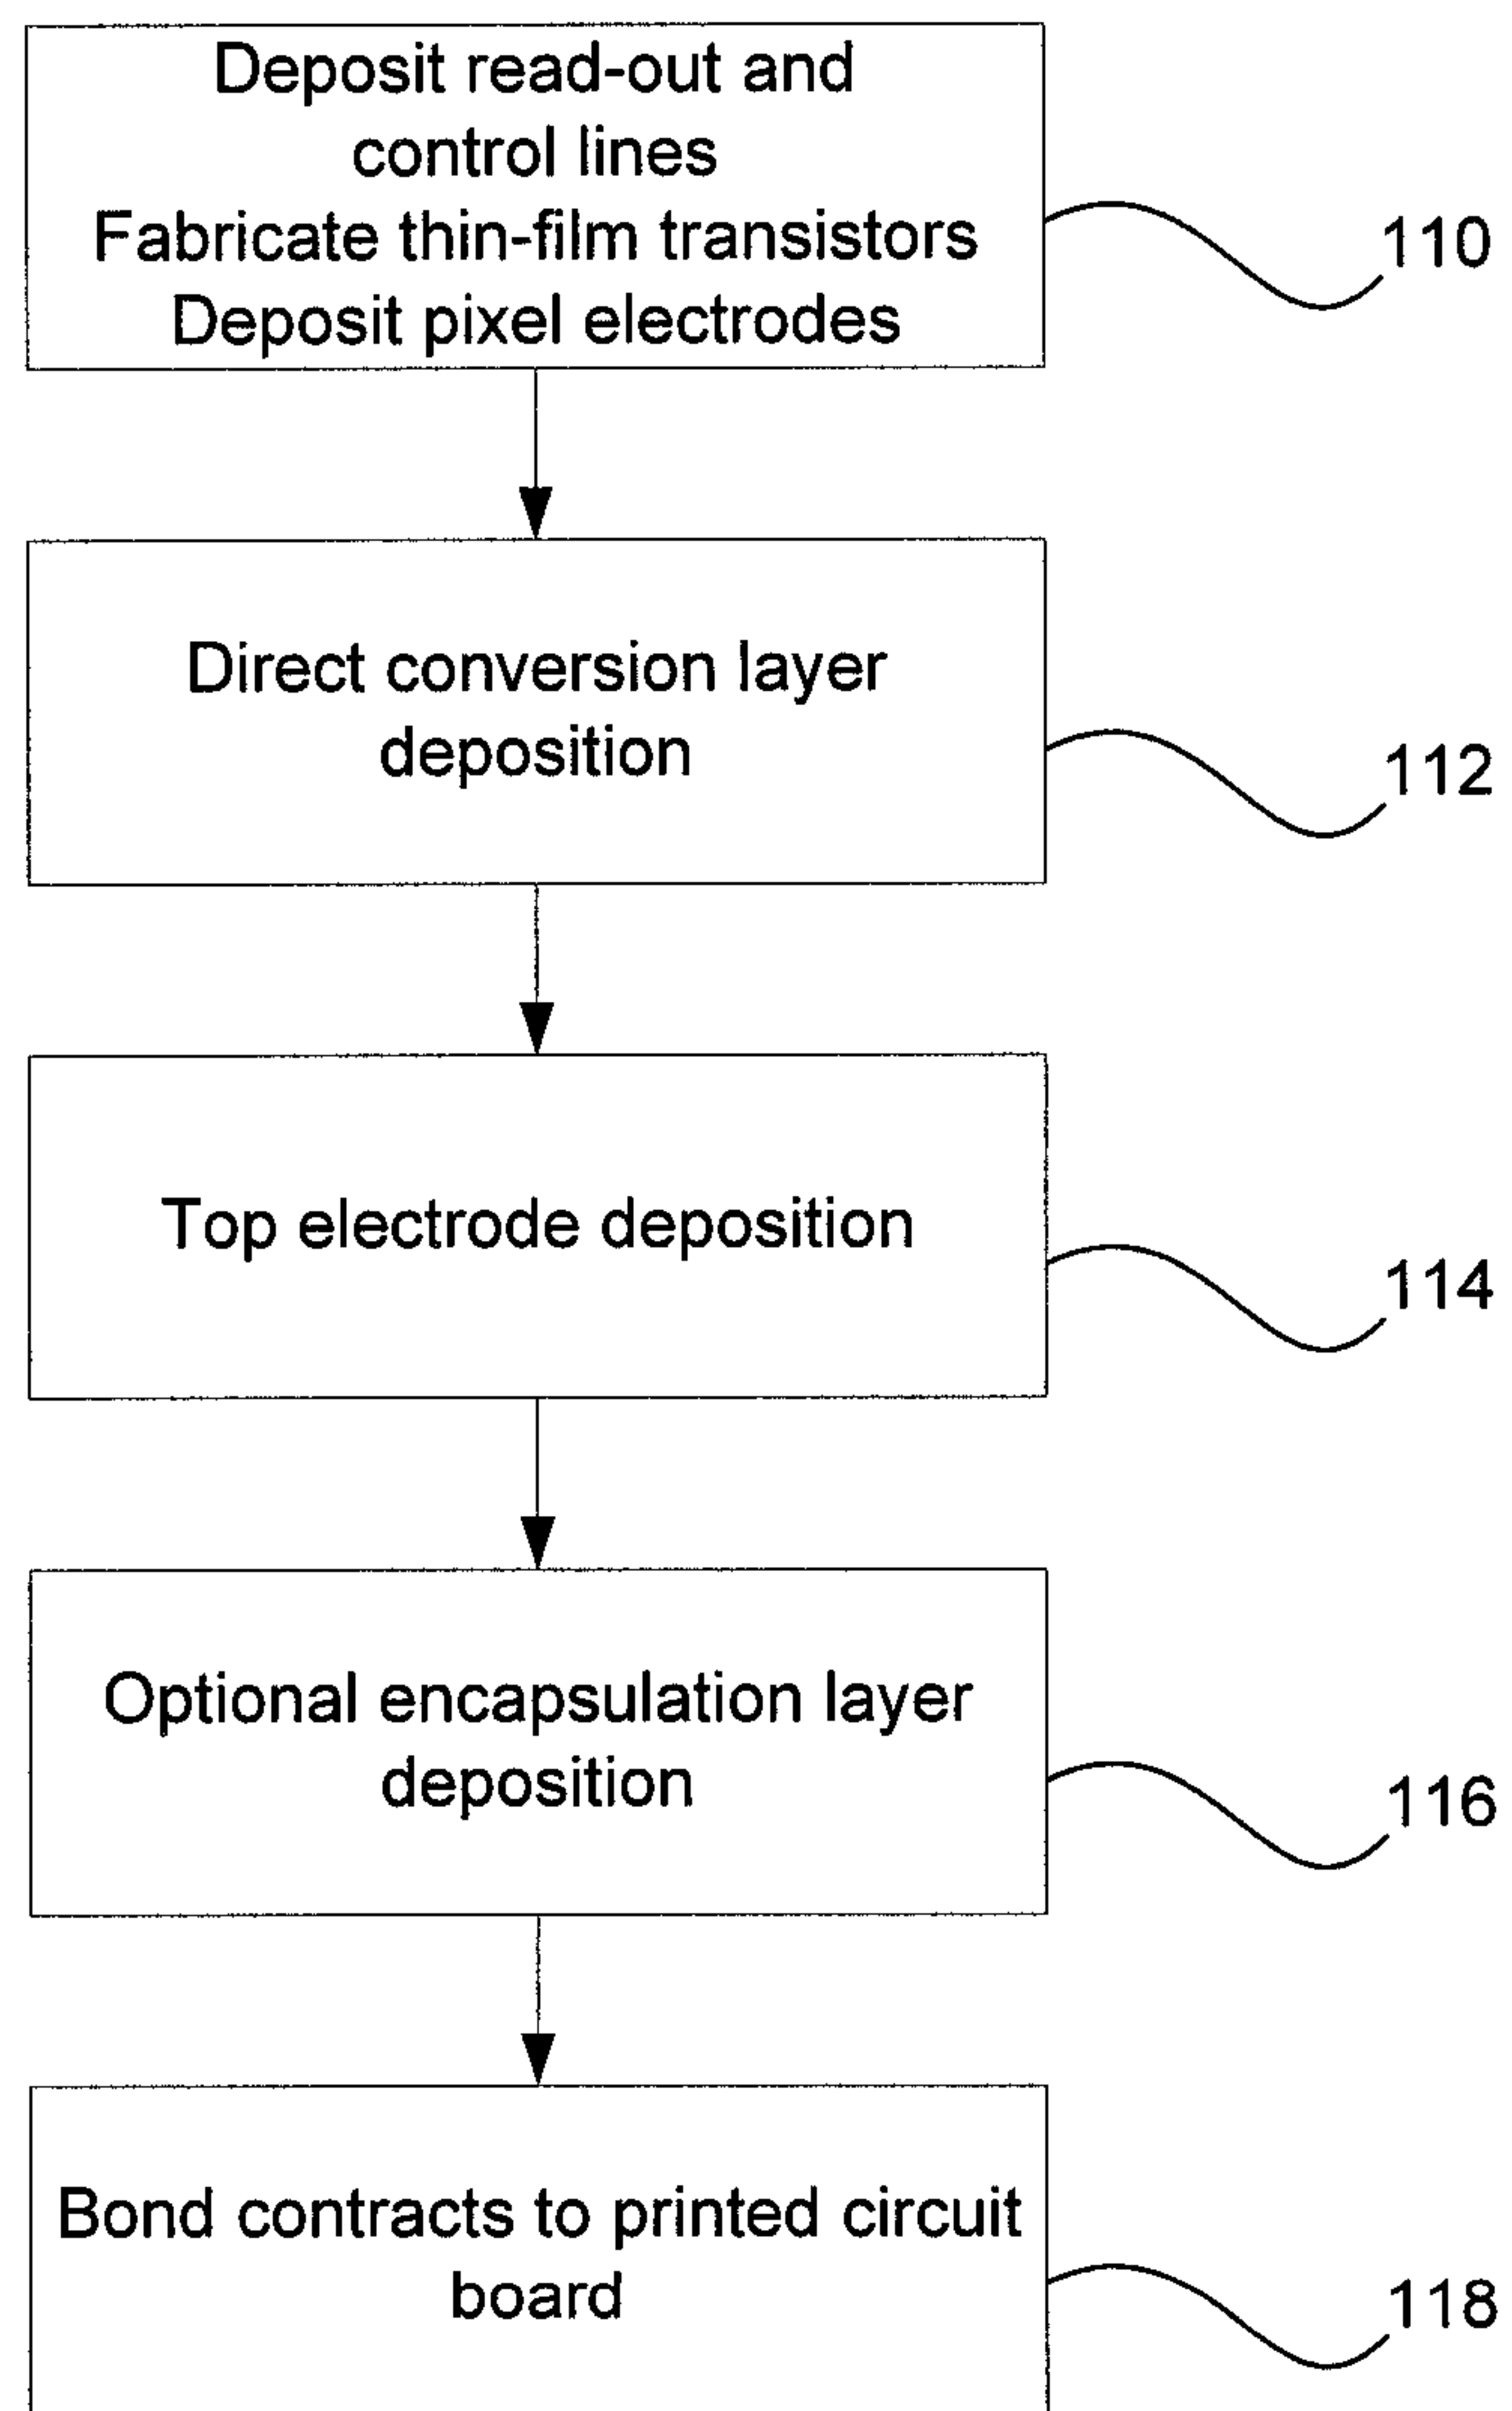 Deposit read-out and
control lines
Fabricate thin-film transistors
Deposit pixel electrodes
110
Direct conversion layer
deposition
112
Top electrode deposition
114
Optional encapsulation layer
deposition
116
Bond contracts to printed circuit
board
118